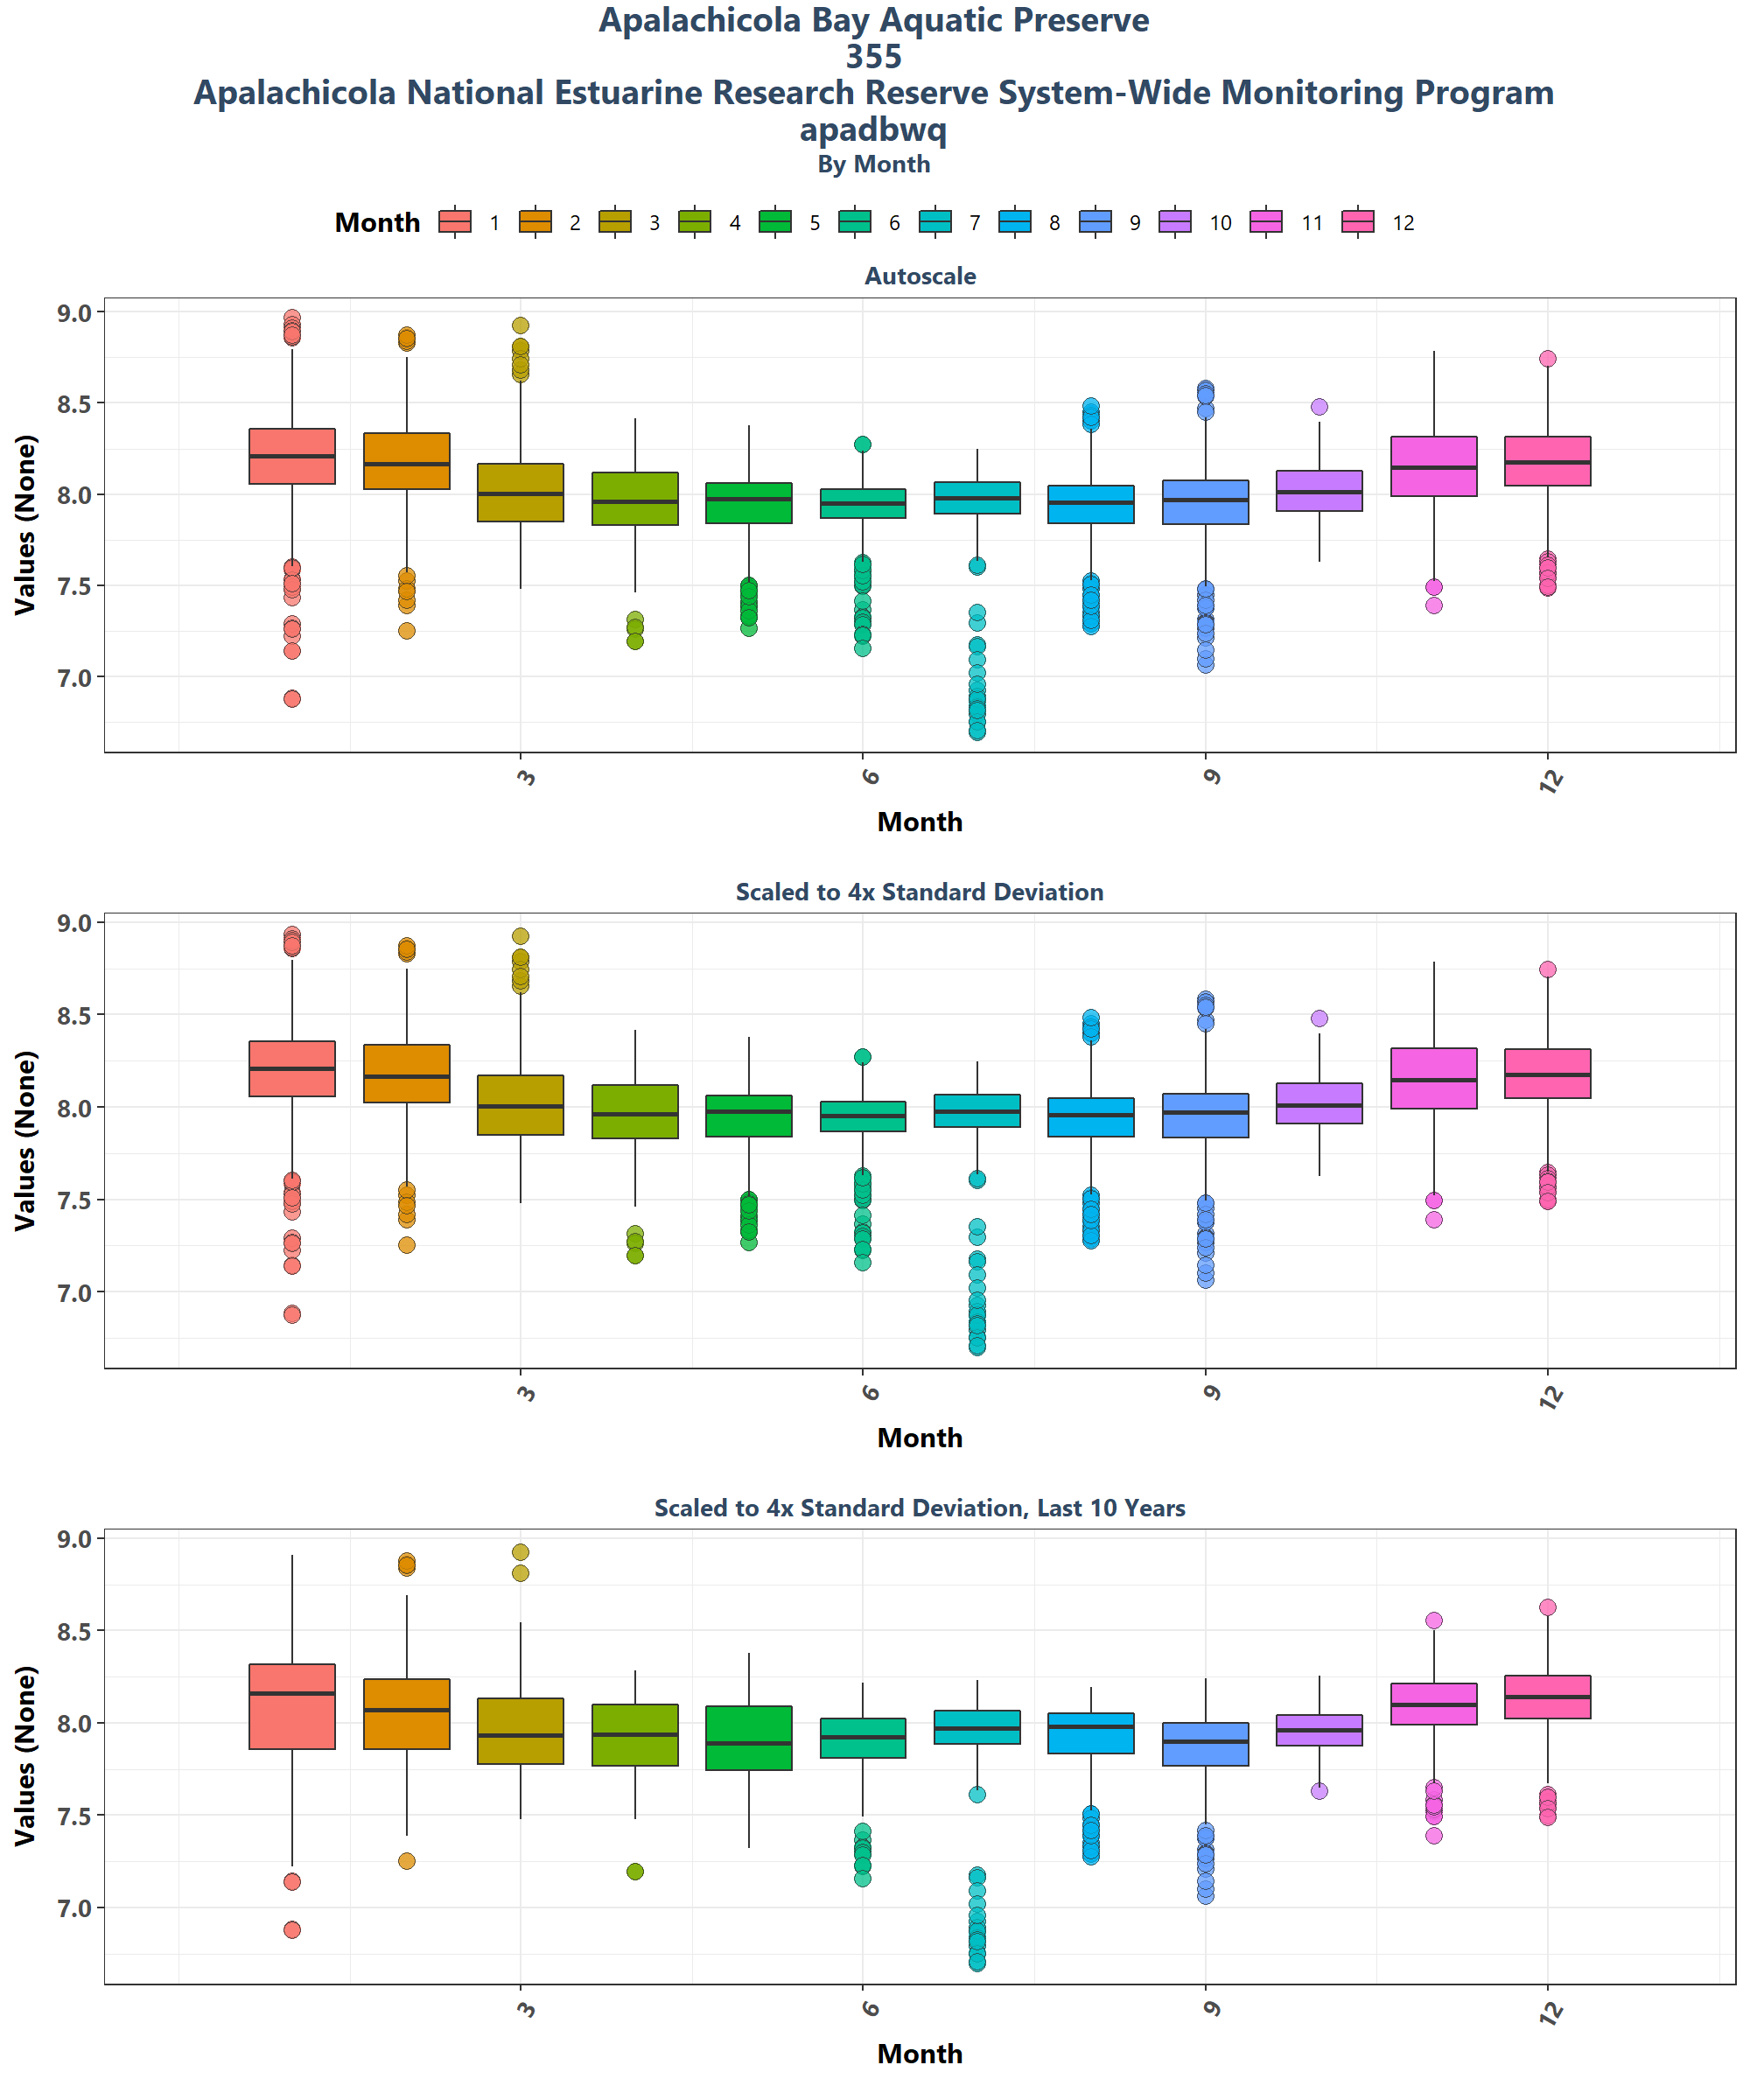 Apalachicola Bay Aquatic Preserve
355
Apalachicola National Estuarine Research Reserve System-Wide Monitoring Program
apadbwq
By Month
Month 1 2 3 4 5 6 7 8 9 10 11 12
Autoscale
Values (None)
9.0
8.5
8.0
7.5
7.0
3 6 9 12
Month
Scaled to 4x Standard Deviation
Values (None)
9.0
8.5
8.0
7.5
7.0
3 6 9 12
Month
Scaled to 4x Standard Deviation, Last 10 Years
Values (None)
9.0
8.5
8.0
7.5
7.0
3 6 9 12
Month